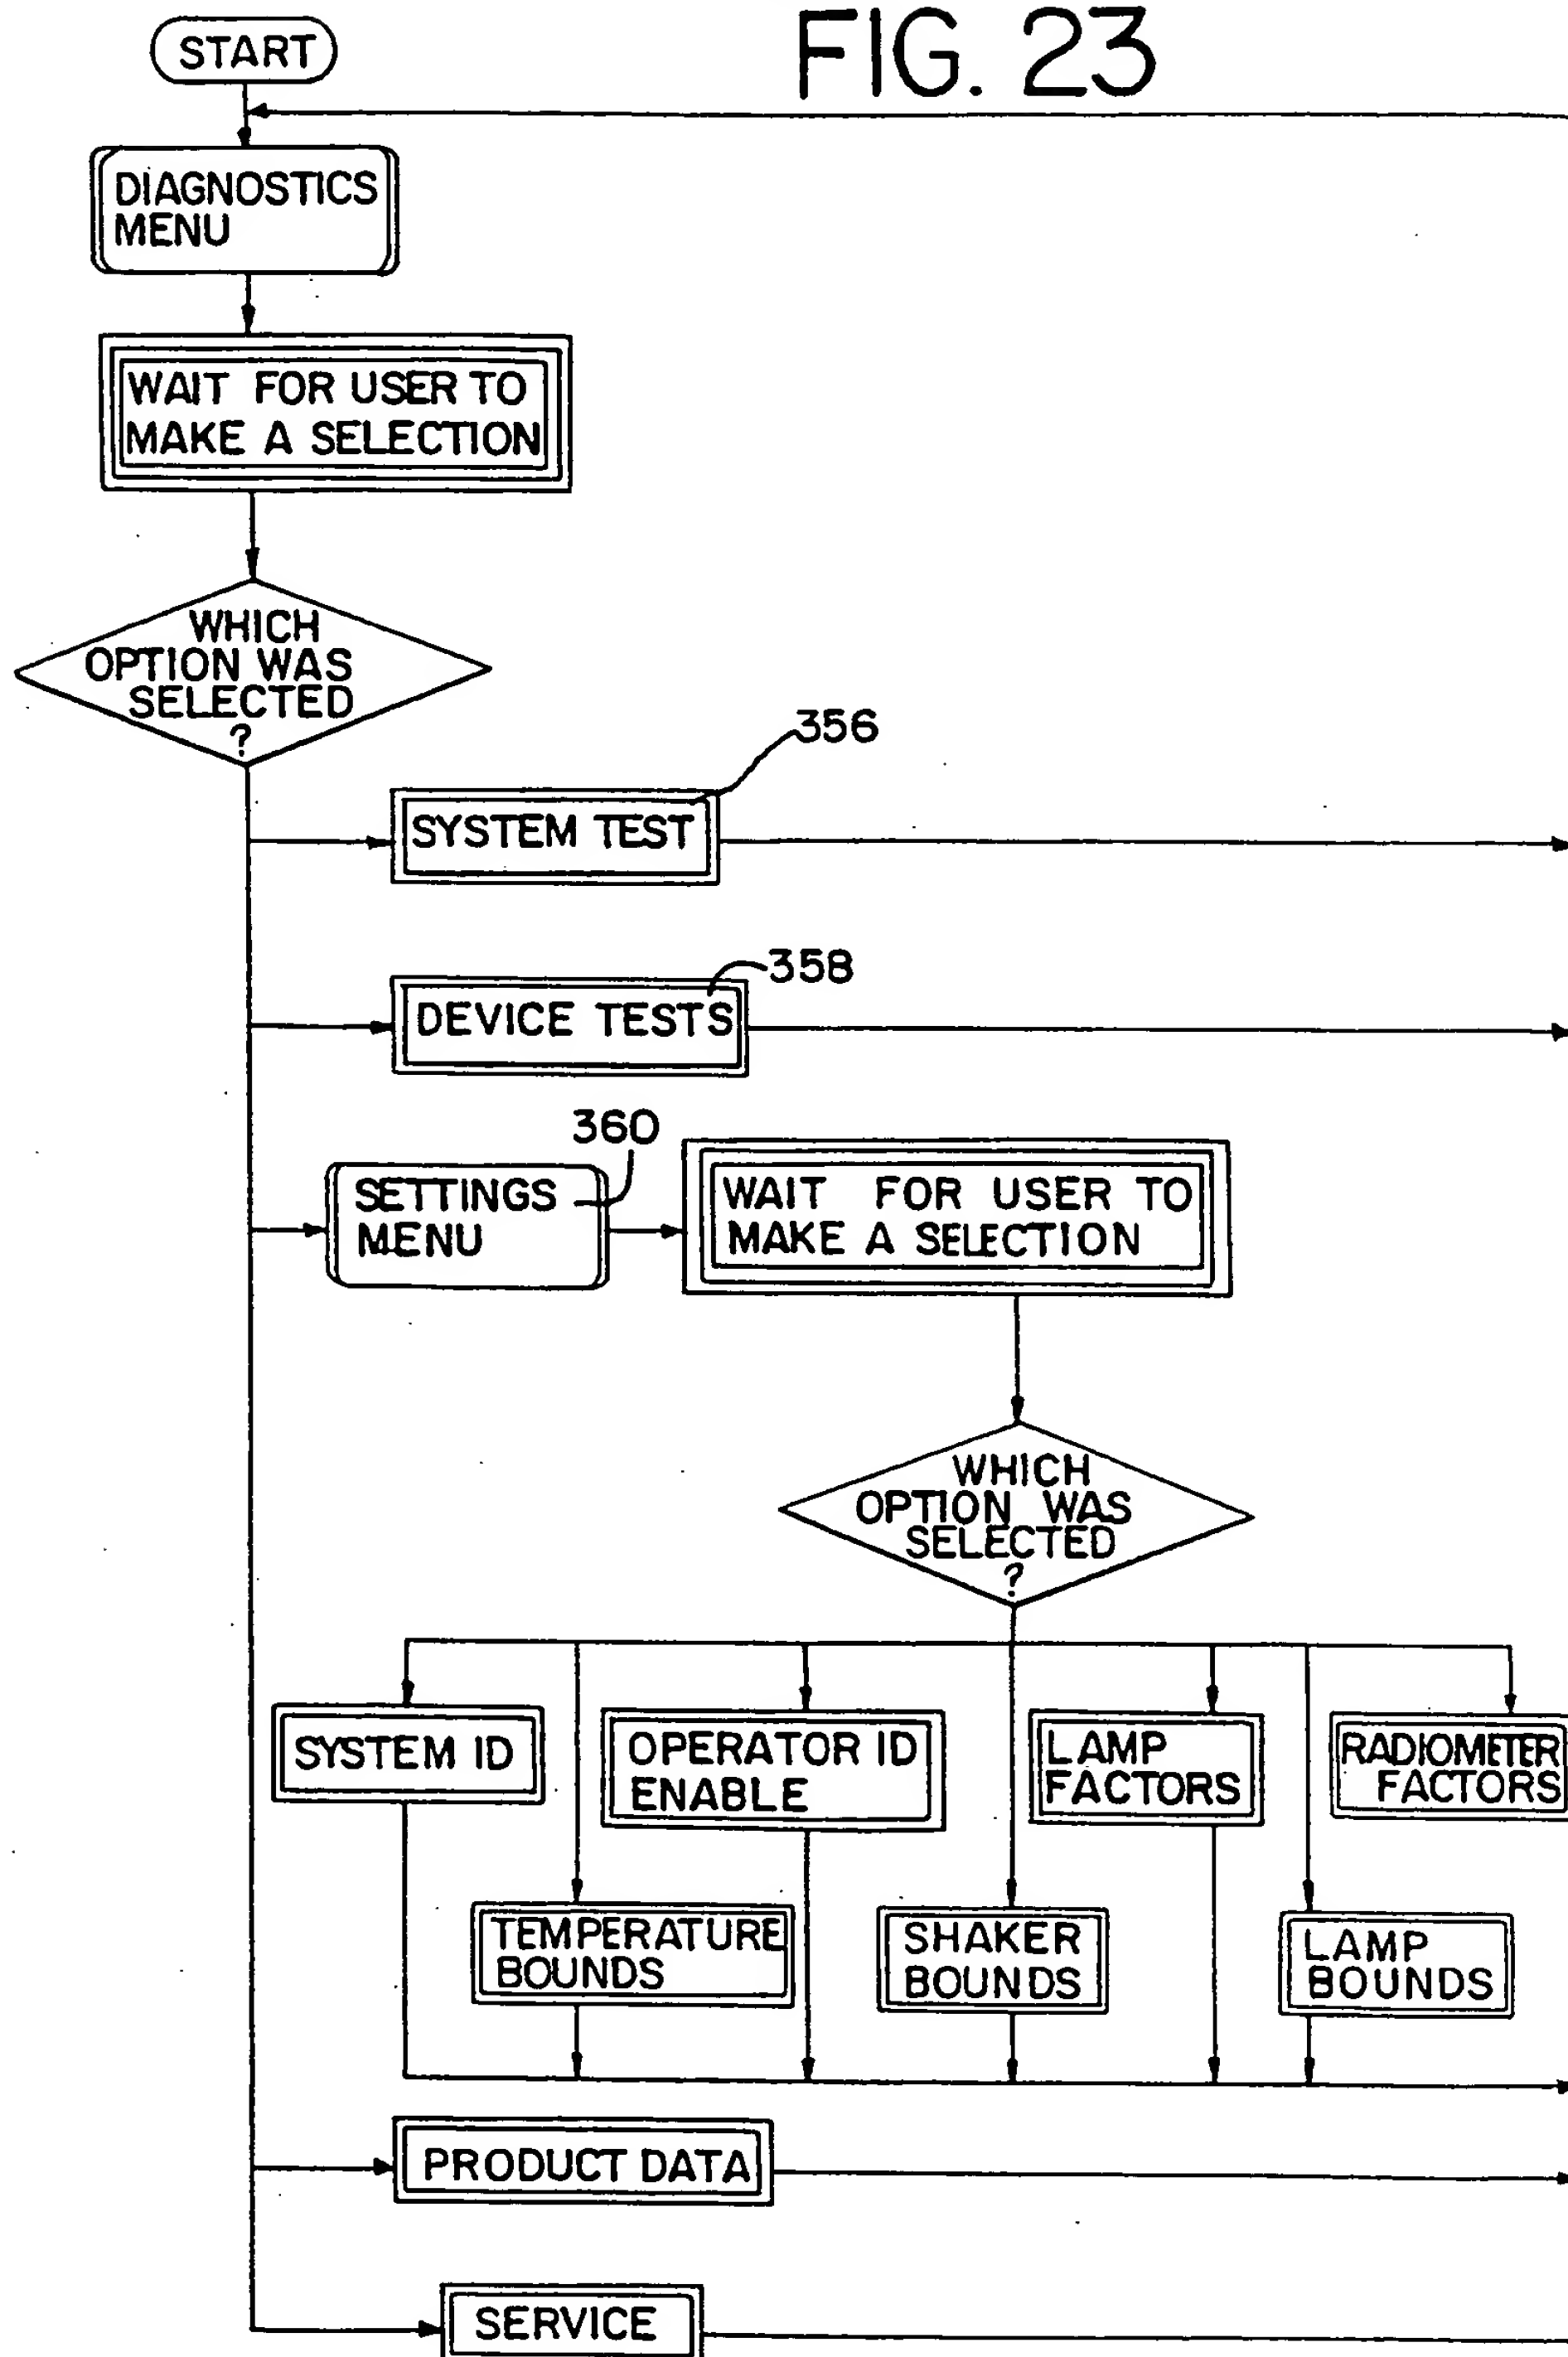 FIG. 23
START
DIAGNOSTICS
MENU
WAIT FOR USER TO
MAKE A SELECTION
WHICH
OPTION WAS
SELECTED
?
356
SYSTEM TEST
358
DEVICE TESTS
360
SETTINGS
MENU
WAIT FOR USER TO
MAKE A SELECTION
WHICH
OPTION WAS
SELECTED
?
SYSTEM ID
OPERATOR ID
ENABLE
LAMP
FACTORS
RADIOMETER
FACTORS
TEMPERATURE
BOUNDS
SHAKER
BOUNDS
LAMP
BOUNDS
PRODUCT DATA
SERVICE